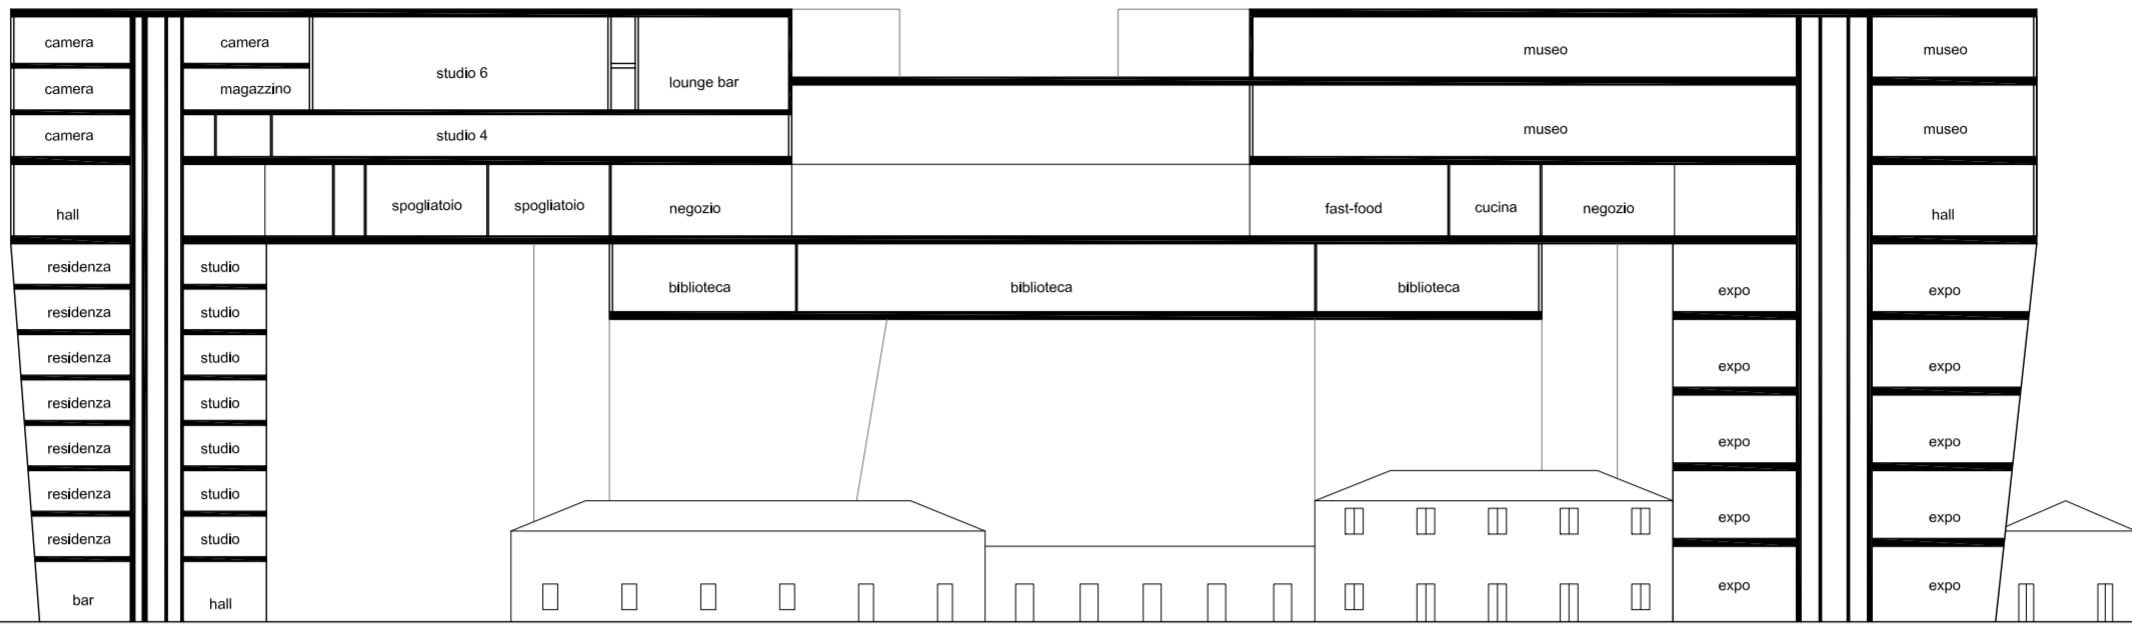 camera
camera
museo
museo
studio 6
lounge bar
camera
magazzino
camera
studio 4
museo
museo
hall
spogliatoio
spogliatoio
negozio
fast-food
cucina
negozio
hall
residenza
studio
biblioteca
biblioteca
biblioteca
expo
expo
residenza
studio
residenza
studio
expo
expo
residenza
studio
residenza
studio
expo
expo
residenza
studio
expo
expo
residenza
studio
bar
hall
expo
expo